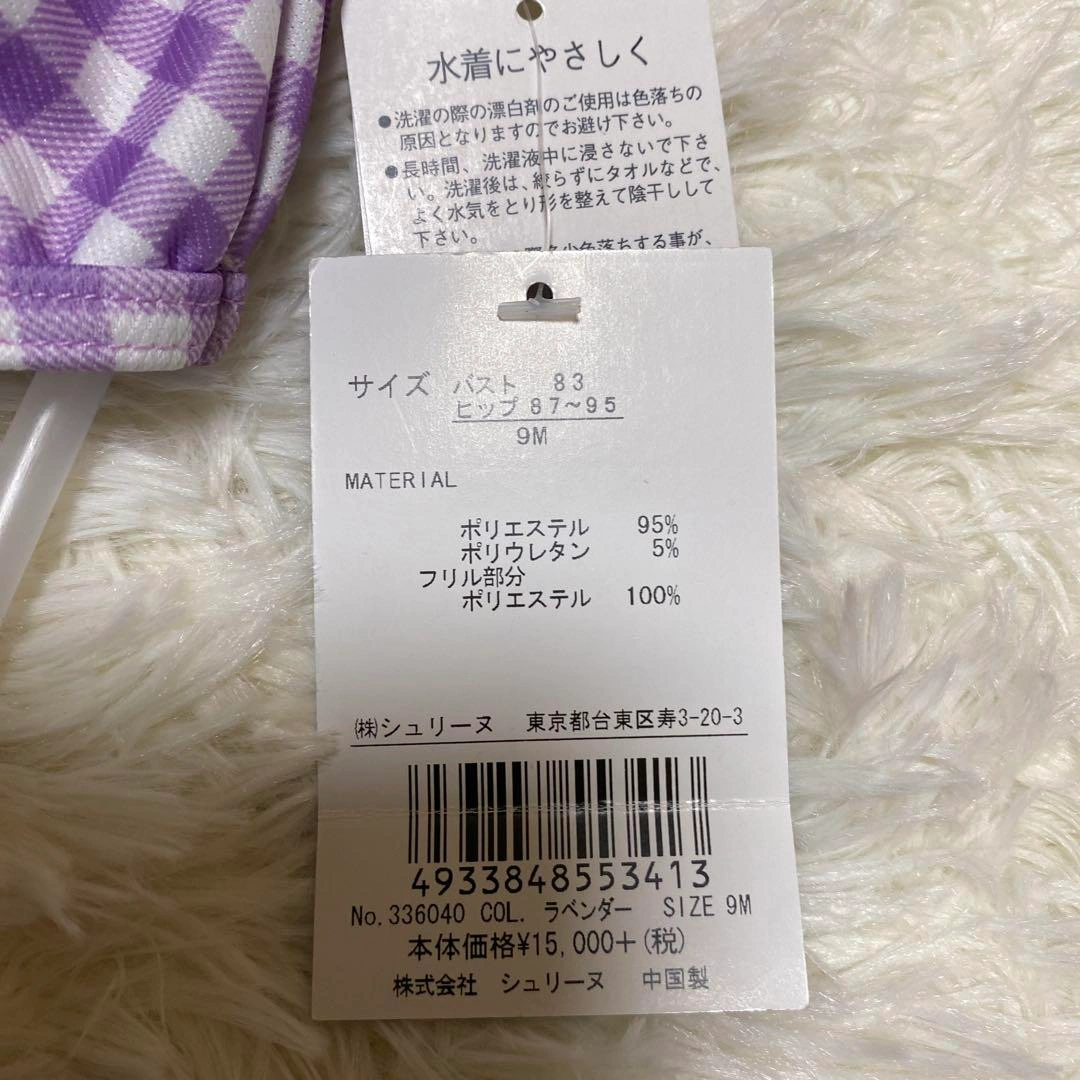 水着にやさしく
●洗濯の際の漂白剤のご使用は色落ちの
原因となりますのでお避け下さい。
●長時間、洗濯液中に浸さないで下さ
い。洗濯後は、絞らずにタオルなどで、
よく水気をとり形を整えて陰干しして
下さい。
色落ちする事が、
サイズ バスト 83
ヒップ 87~95
9M
MATERIAL
ポリエステル 95%
ポリウレタン 5%
フリル部分
ポリエステル 100%
㈱シュリーヌ 東京都台東区寿3-20-3
4933848553413
No.336040 COL. ラベンダー SIZE 9M
本体価格¥15,000+(税)
株式会社 シュリーヌ 中国製